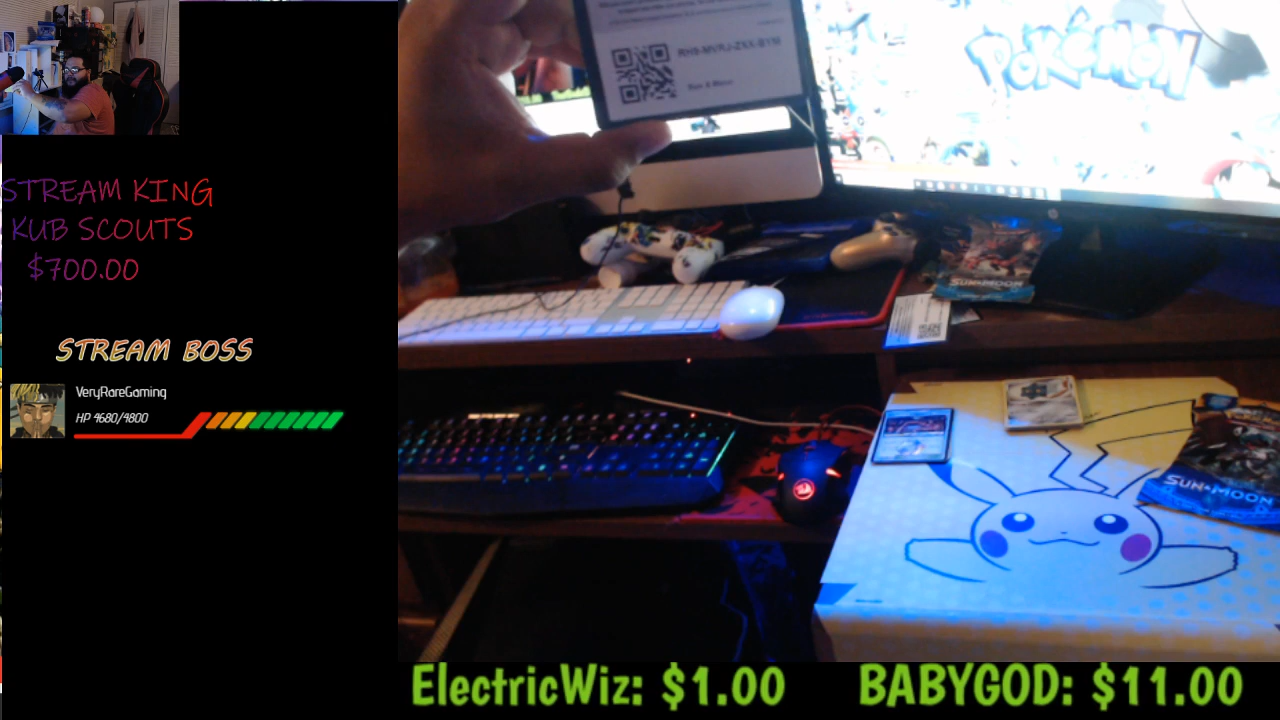 STREAM KING
KUB SCOUTS
$700.00
STREAM BOSS
VeryRareGaming
HP 4680/4800
POKÉMON
SUN & MOON
SUN & MOON
ElectricWiz: $1.00
BABYGOD: $11.00